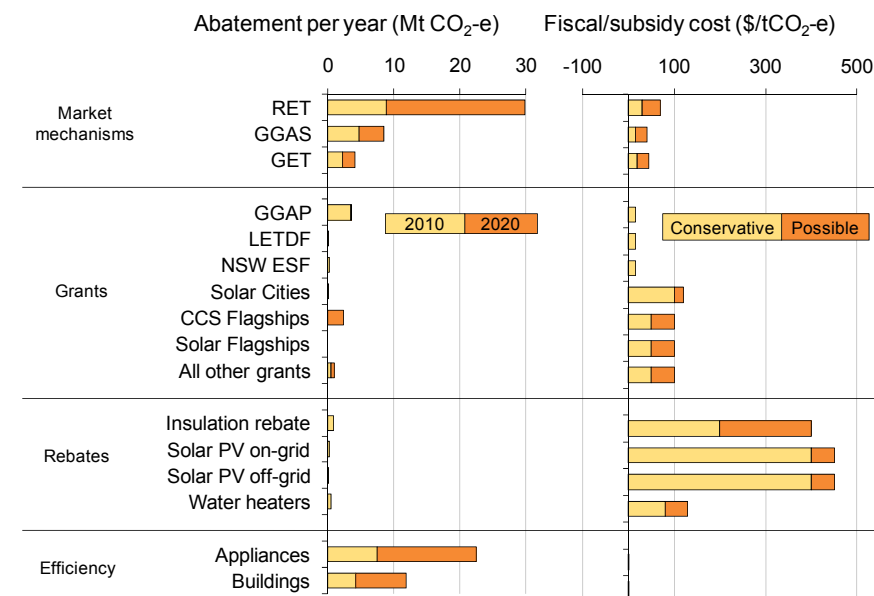 Abatement per year (Mt CO₂-e) Fiscal/subsidy cost ($/tCO₂-e)
0 10 20 30 -100 100 300 500
Market mechanisms
RET
GGAS
GET
Grants
GGAP
LETDF
NSW ESF
Solar Cities
CCS Flagships
Solar Flagships
All other grants
2010 2020
Conservative Possible
Rebates
Insulation rebate
Solar PV on-grid
Solar PV off-grid
Water heaters
Efficiency
Appliances
Buildings